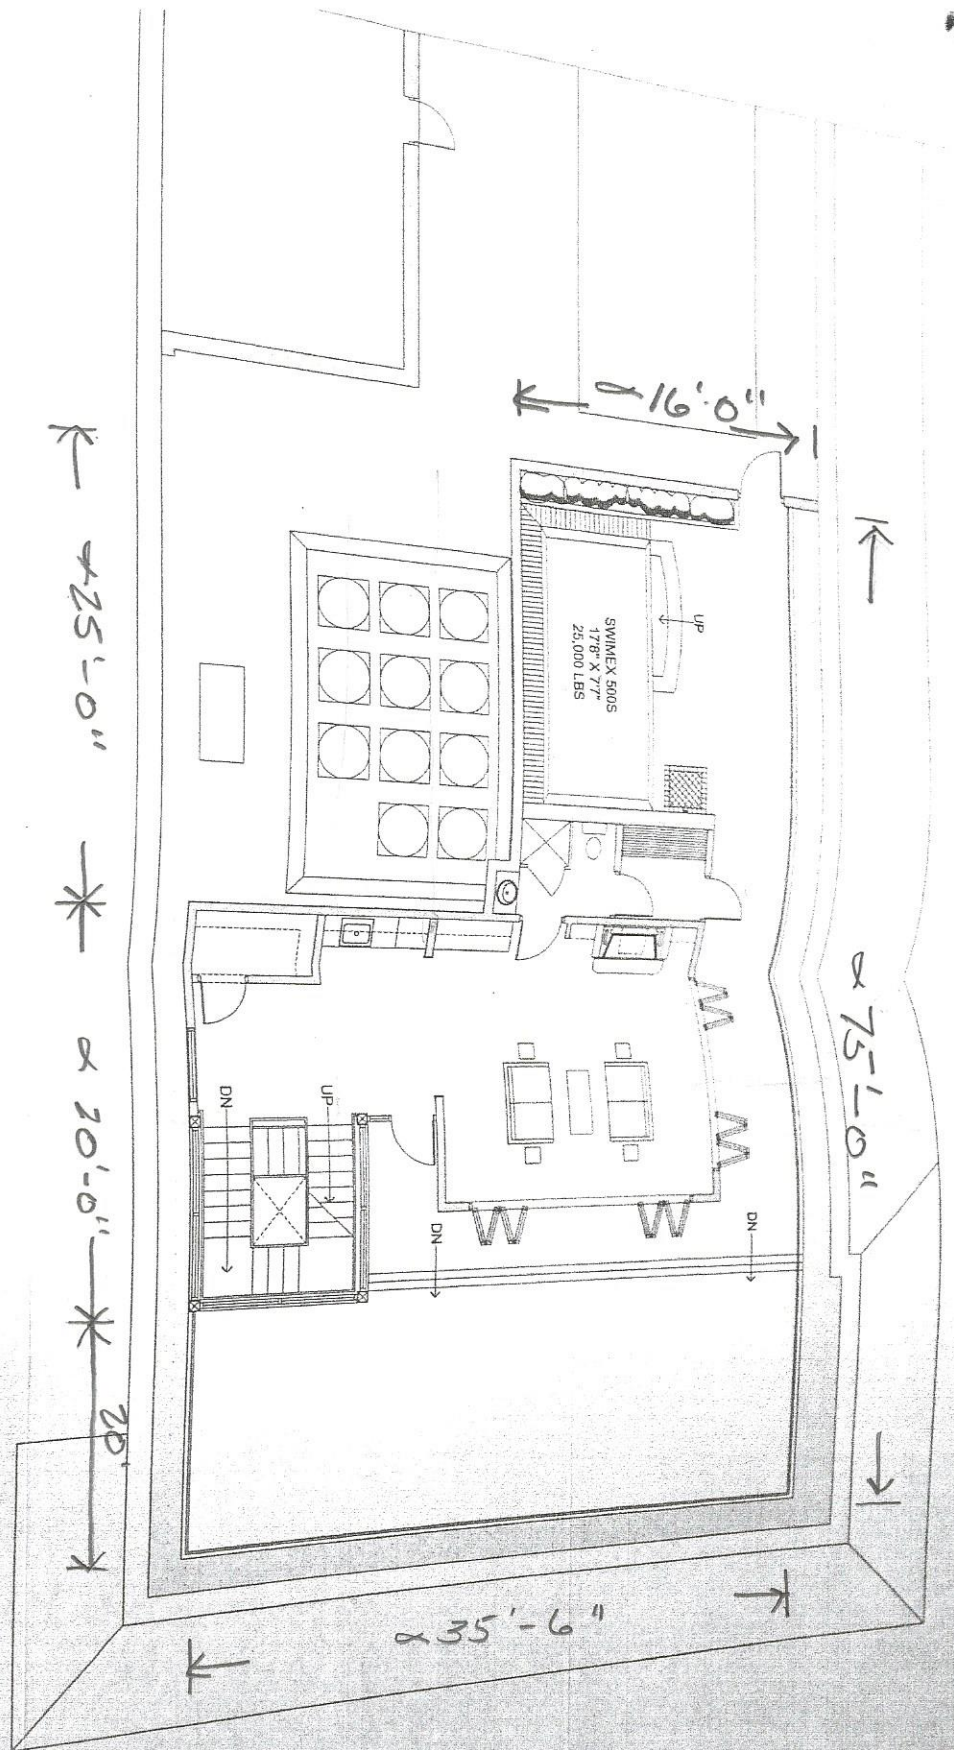 ∝ 16'-0"
UP
SWIMEX 500S
17'8" X 7'7"
25,000 LBS
∝ 25'-0"
∝ 75'-0"
∝ 20'-0"
DN
UP
DN
DN
20'
∝ 35'-6"